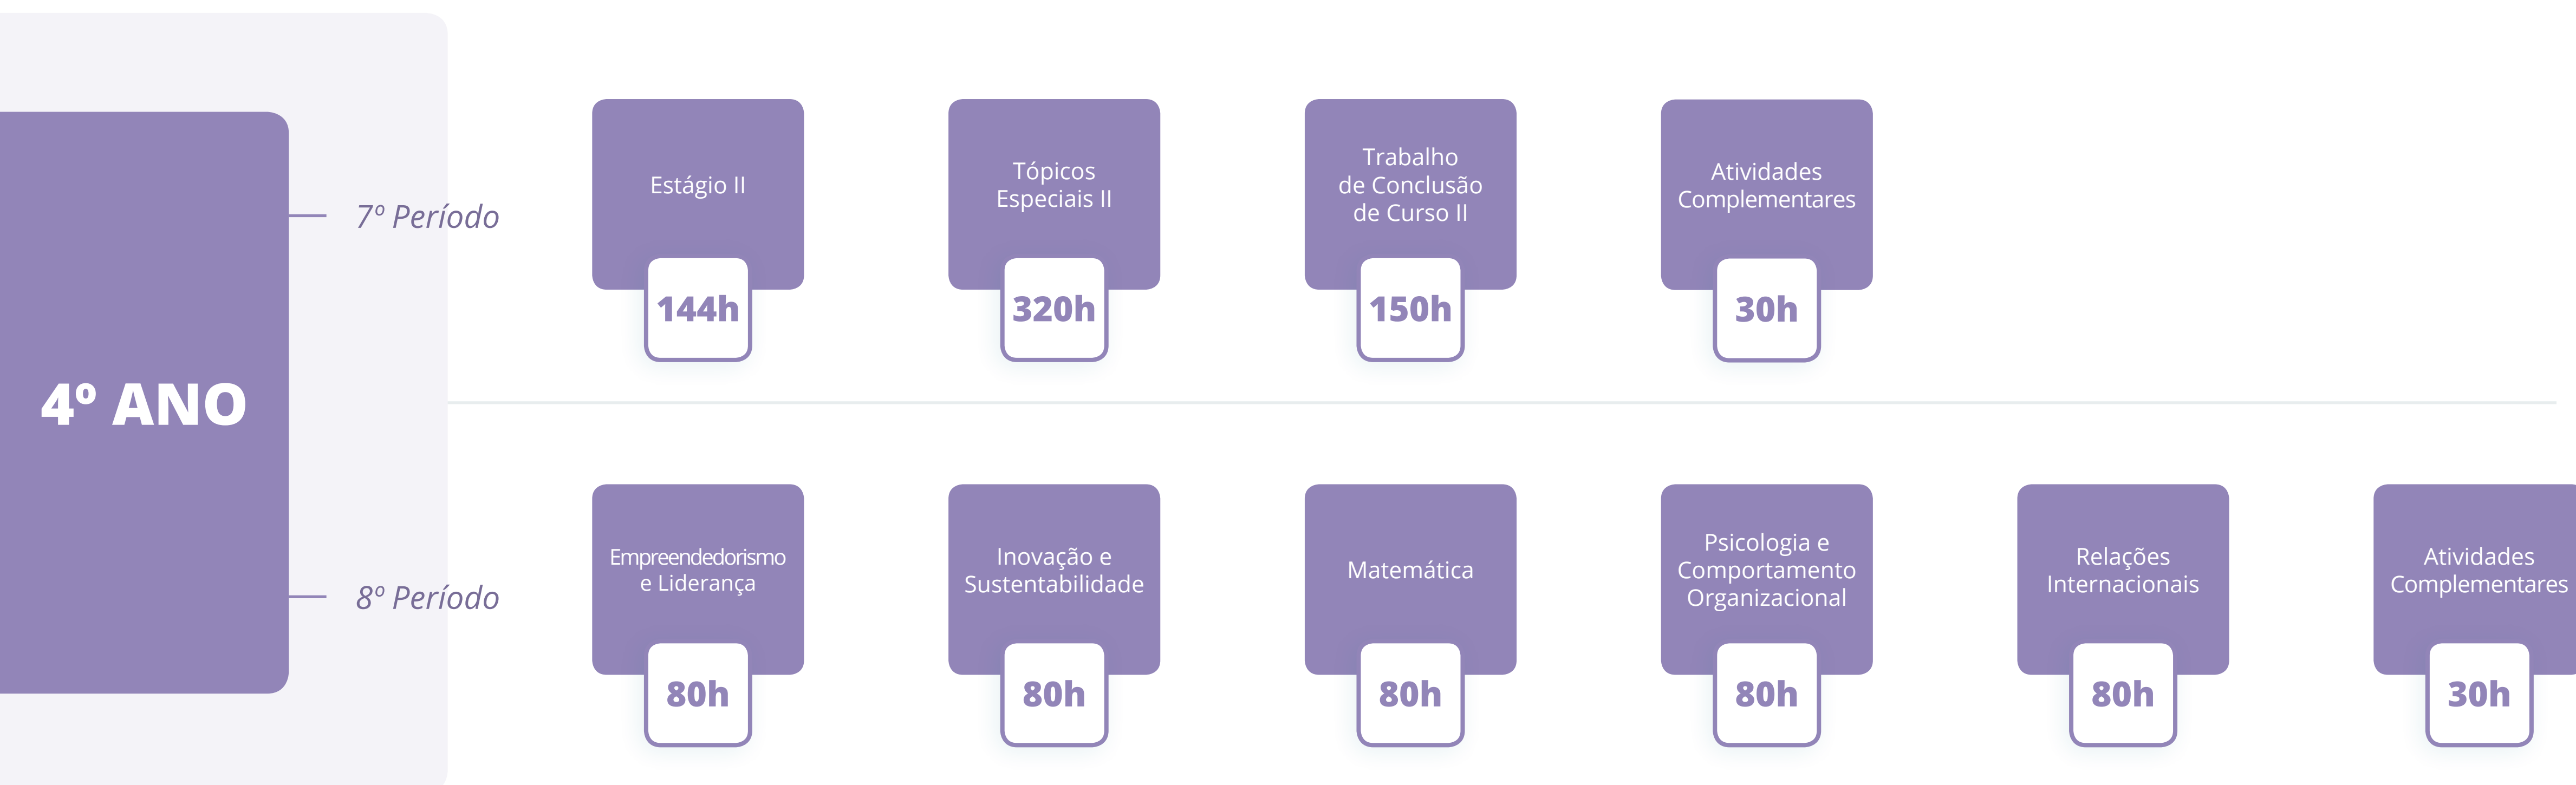 4º ANO
7º Período
Estágio II
144h
Tópicos
Especiais II
320h
Trabalho
de Conclusão
de Curso II
150h
Atividades
Complementares
30h
8º Período
Empreendedorismo
e Liderança
80h
Inovação e
Sustentabilidade
80h
Matemática
80h
Psicologia e
Comportamento
Organizacional
80h
Relações
Internacionais
80h
Atividades
Complementares
30h